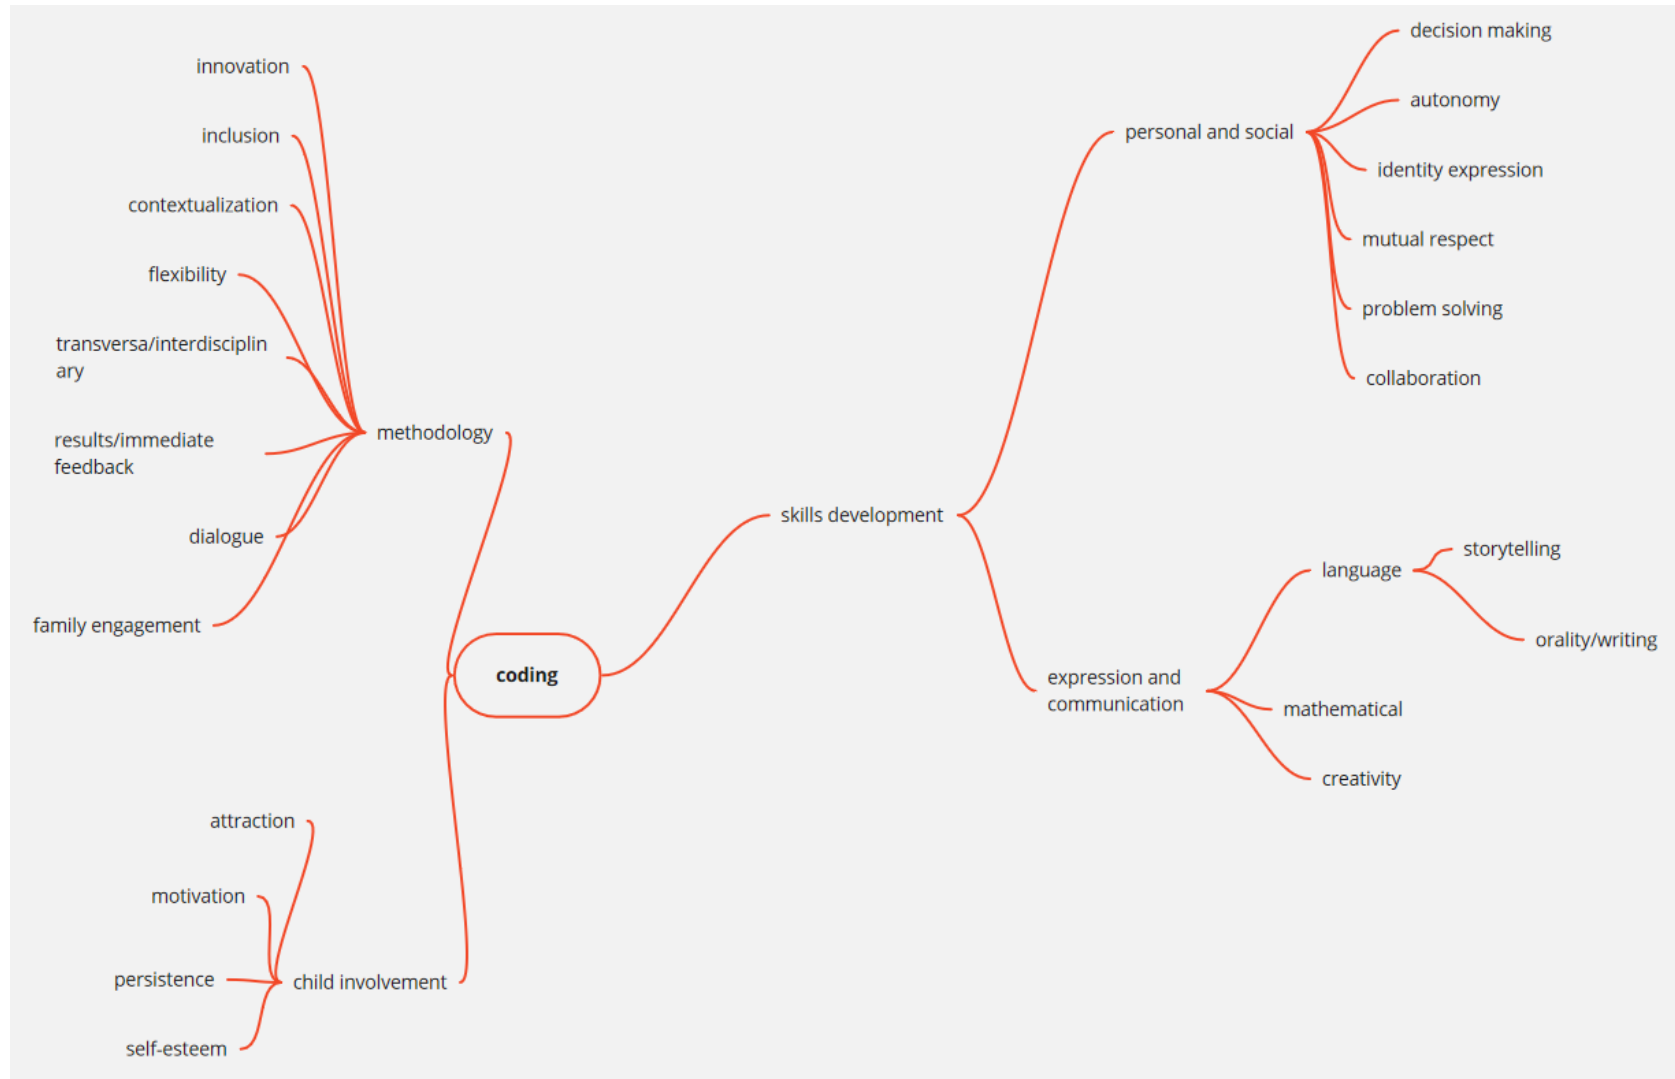 innovation
inclusion
contextualization
flexibility
transversa/interdisciplin
ary
results/immediate
feedback
dialogue
family engagement
methodology
coding
attraction
motivation
persistence
self-esteem
child involvement
skills development
personal and social
decision making
autonomy
identity expression
mutual respect
problem solving
collaboration
expression and
communication
language
storytelling
orality/writing
mathematical
creativity